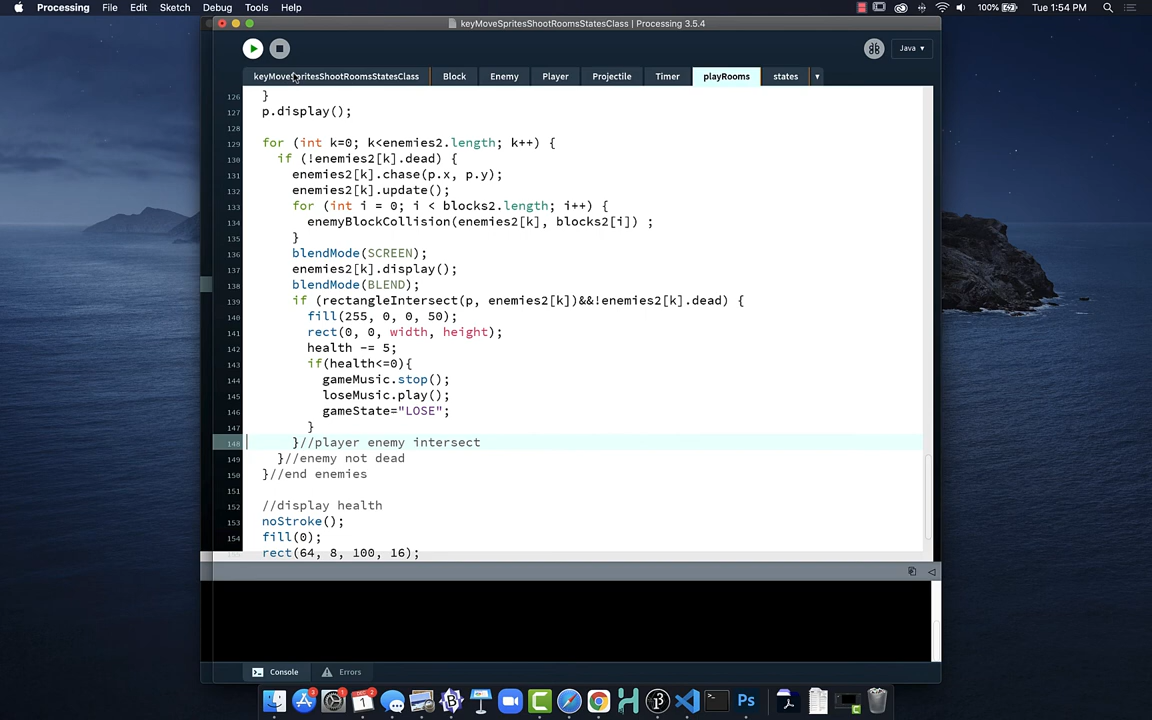 Processing File Edit Sketch Debug Tools Help 100% Tue 1:54 PM
keyMoveSpritesShootRoomsStatesClass | Processing 3.5.4
Java ▾
keyMoveSpritesShootRoomsStatesClass Block Enemy Player Projectile Timer playRooms states ▾
126 }
127 p.display();
128
129 for (int k=0; k<enemies2.length; k++) {
130 if (!enemies2[k].dead) {
131 enemies2[k].chase(p.x, p.y);
132 enemies2[k].update();
133 for (int i = 0; i < blocks2.length; i++) {
134 enemyBlockCollision(enemies2[k], blocks2[i]) ;
135 }
136 blendMode(SCREEN);
137 enemies2[k].display();
138 blendMode(BLEND);
139 if (rectangleIntersect(p, enemies2[k])&&!enemies2[k].dead) {
140 fill(255, 0, 0, 50);
141 rect(0, 0, width, height);
142 health -= 5;
143 if(health<=0){
144 gameMusic.stop();
145 loseMusic.play();
146 gameState="LOSE";
147 }
148 }//player enemy intersect
149 }//enemy not dead
150 }//end enemies
151
152 //display health
153 noStroke();
154 fill(0);
rect(64, 8, 100, 16);
Console Errors